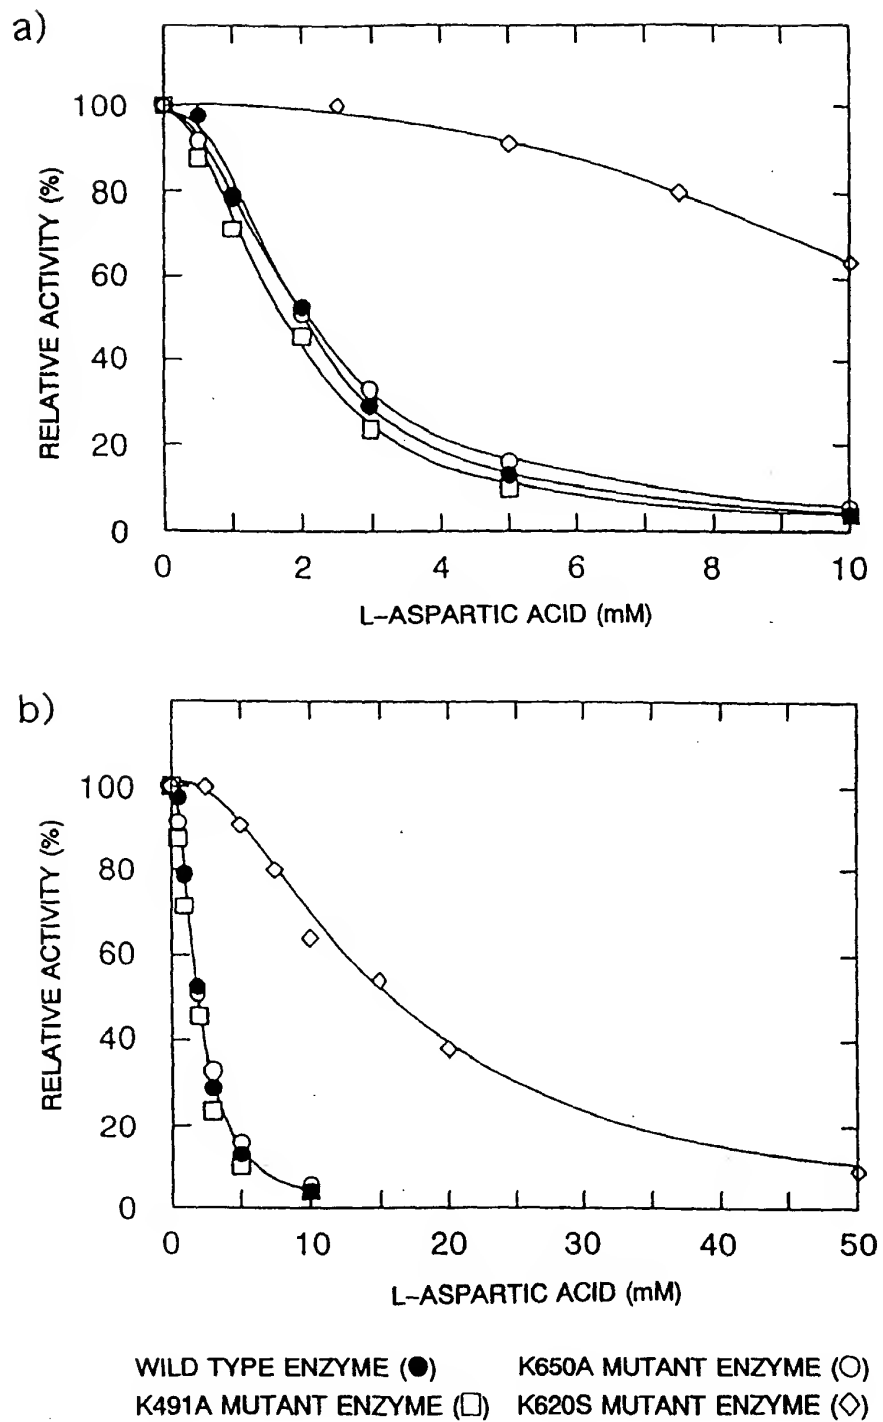 a)
100
80
60
40
20
0
RELATIVE ACTIVITY (%)
0 2 4 6 8 10
L-ASPARTIC ACID (mM)
b)
100
80
60
40
20
0
RELATIVE ACTIVITY (%)
0 10 20 30 40 50
L-ASPARTIC ACID (mM)
WILD TYPE ENZYME (●) K650A MUTANT ENZYME (○)
K491A MUTANT ENZYME (□) K620S MUTANT ENZYME (◇)